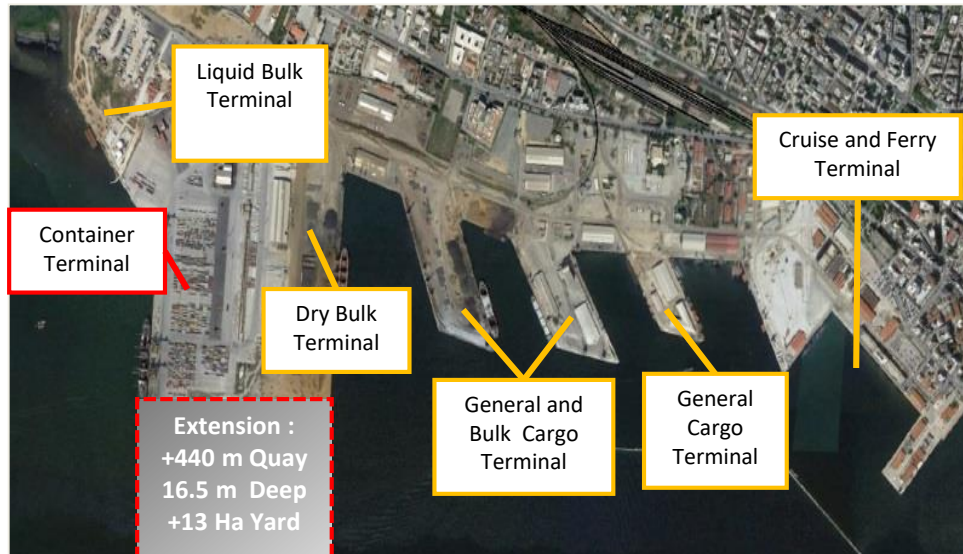 Liquid Bulk
Terminal
Cruise and Ferry
Terminal
Container
Terminal
Dry Bulk
Terminal
General and
Bulk Cargo
Terminal
General
Cargo
Terminal
Extension :
+440 m Quay
16.5 m Deep
+13 Ha Yard